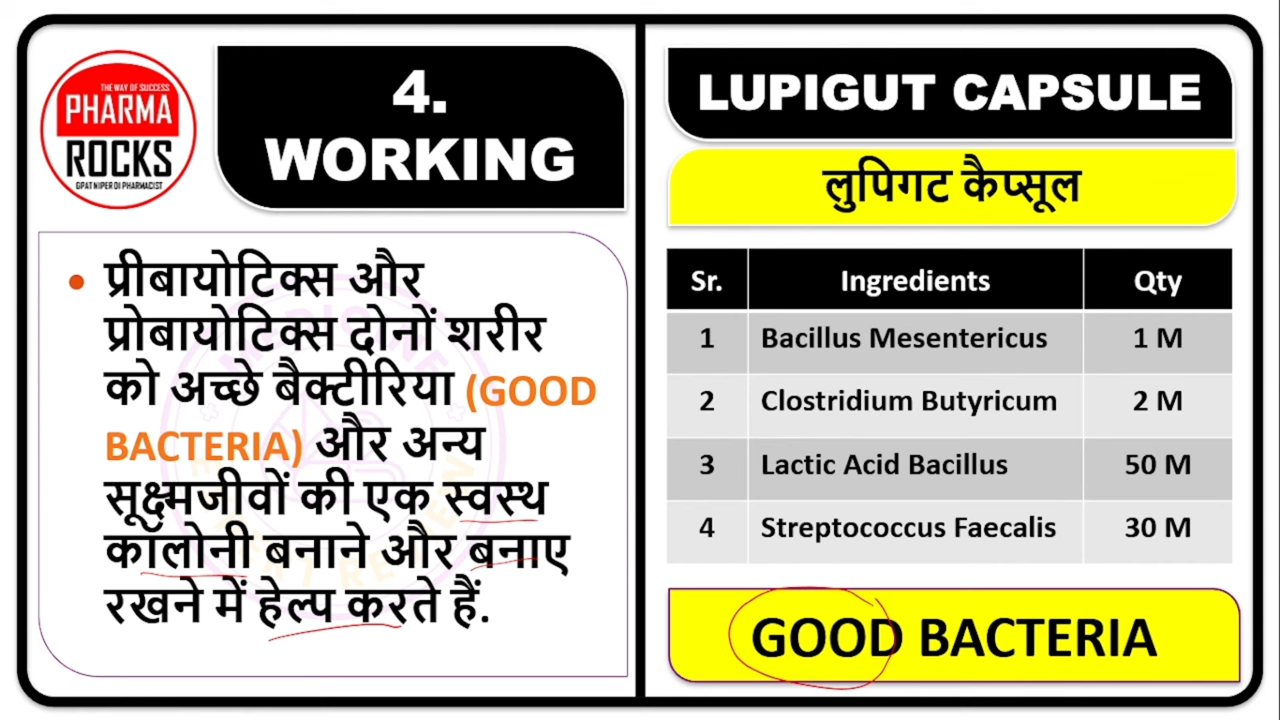 THE WAY OF SUCCESS
PHARMA
ROCKS
GPAT NIPER DI PHARMACIST
4.
WORKING
• प्रीबायोटिक्स और
प्रोबायोटिक्स दोनों शरीर
को अच्छे बैक्टीरिया (GOOD
BACTERIA) और अन्य
सूक्ष्मजीवों की एक स्वस्थ
कॉलोनी बनाने और बनाए
रखने में हेल्प करते हैं.
LUPIGUT CAPSULE
लुपिगट कैप्सूल
Sr. Ingredients Qty
1 Bacillus Mesentericus 1 M
2 Clostridium Butyricum 2 M
3 Lactic Acid Bacillus 50 M
4 Streptococcus Faecalis 30 M
GOOD BACTERIA